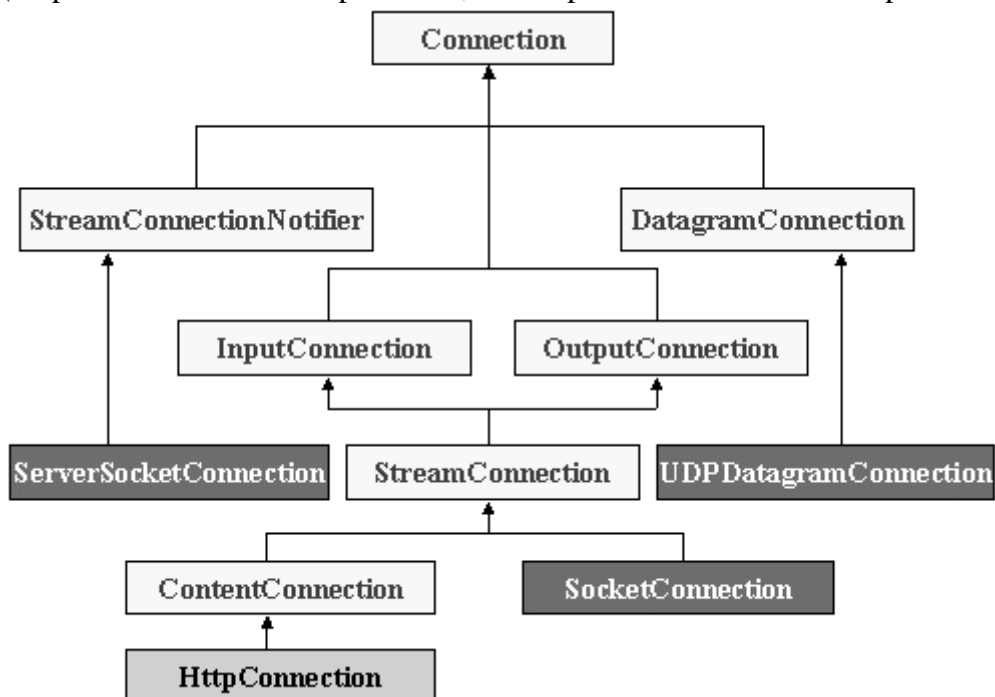 Connection
StreamConnectionNotifier
DatagramConnection
InputConnection
OutputConnection
ServerSocketConnection
StreamConnection
UDPDatagramConnection
ContentConnection
SocketConnection
HttpConnection